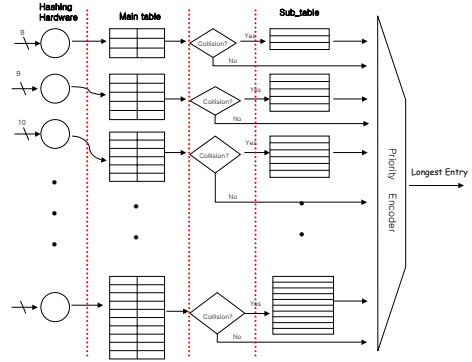 Hashing
Hardware
Main table
Sub_table
8
Collision?
Yes
No
9
Collision?
Yes
No
10
Collision?
Yes
No
Priority Encoder
Longest Entry
Collision?
Yes
No